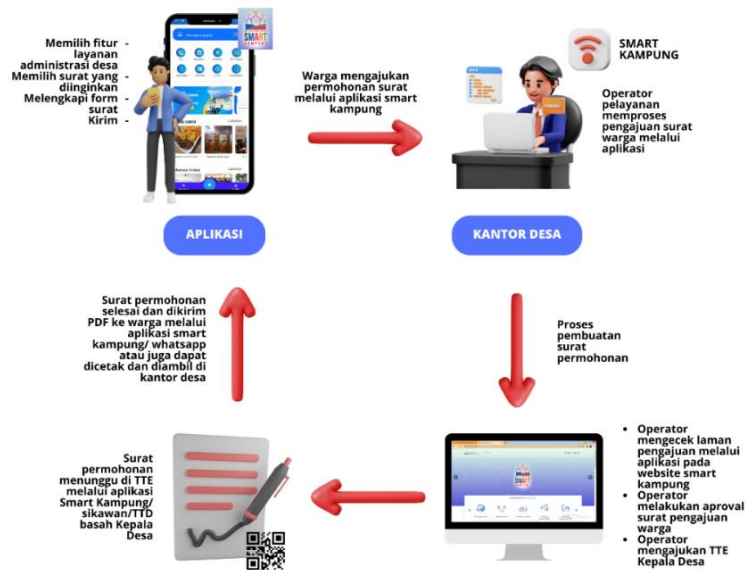 Memilih fitur -
layanan
administrasi desa
Memilih surat yang -
diinginkan
Melengkapi form -
surat
Kirim -
SMART
KAMPUNG
Warga mengajukan
permohonan surat
melalui aplikasi smart
kampung
SMART
KAMPUNG
Operator
pelayanan
memproses
pengajuan surat
warga melalui
aplikasi
APLIKASI
KANTOR DESA
Surat permohonan
selesai dan dikirim
PDF ke warga melalui
aplikasi smart
kampung/ whatsapp
atau juga dapat
dicetak dan diambil di
kantor desa
Proses
pembuatan
surat
permohonan
Surat
permohonan
menunggu di TTE
melalui aplikasi
Smart Kampung/
sikawan/TTD
basah Kepala
Desa
SMART
• Operator
mengecek laman
pengajuan melalui
aplikasi pada
website smart
kampung
• Operator
melakukan aproval
surat pengajuan
warga
• Operator
mengajukan TTE
Kepala Desa